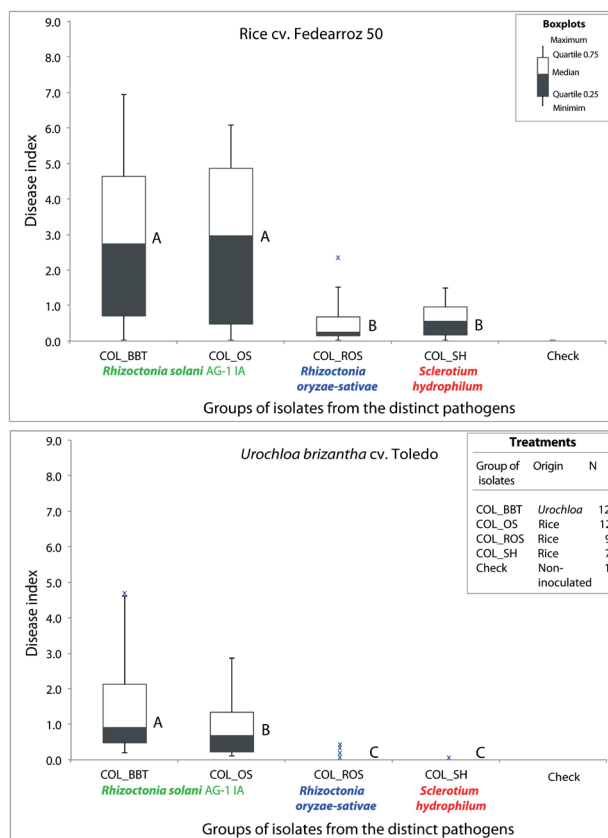 Rice cv. Fedearroz 50
Boxplots
Maximum
Quartile 0.75
Median
Quartile 0.25
Minimim
Disease index
9.0
8.0
7.0
6.0
5.0
4.0
3.0
2.0
1.0
0.0
A
A
x
B
B
COL_BBT COL_OS COL_ROS COL_SH Check
Rhizoctonia solani AG-1 IA Rhizoctonia Sclerotium
oryzae-sativae hydrophilum
Groups of isolates from the distinct pathogens
Urochloa brizantha cv. Toledo
Treatments
Group of Origin N
isolates
COL_BBT Urochloa 12
COL_OS Rice 12
COL_ROS Rice 9
COL_SH Rice 7
Check Non- 1
inoculated
Disease index
9.0
8.0
7.0
6.0
5.0
4.0
3.0
2.0
1.0
0.0
A
B
C
C
COL_BBT COL_OS COL_ROS COL_SH Check
Rhizoctonia solani AG-1 IA Rhizoctonia Sclerotium
oryzae-sativae hydrophilum
Groups of isolates from the distinct pathogens